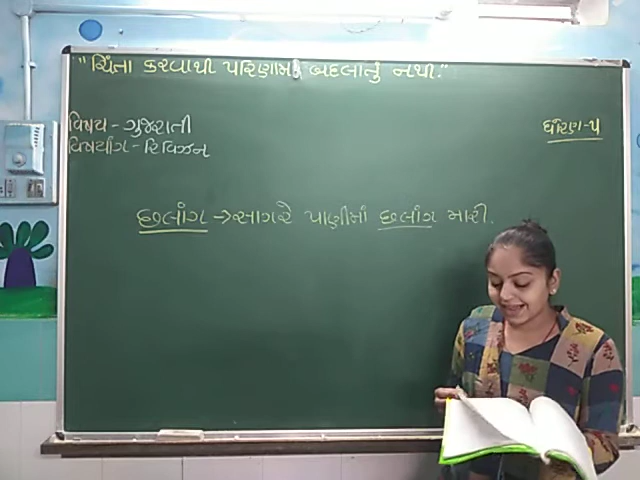 "ચિંતા કરવાથી પરિણામ બદલાતું નથી."
વિષય - ગુજરાતી
ધોરણ - ૫
વિષયાંગ - રિવિઝન
છલાંગ → સાગરે પાણીમાં છલાંગ મારી.